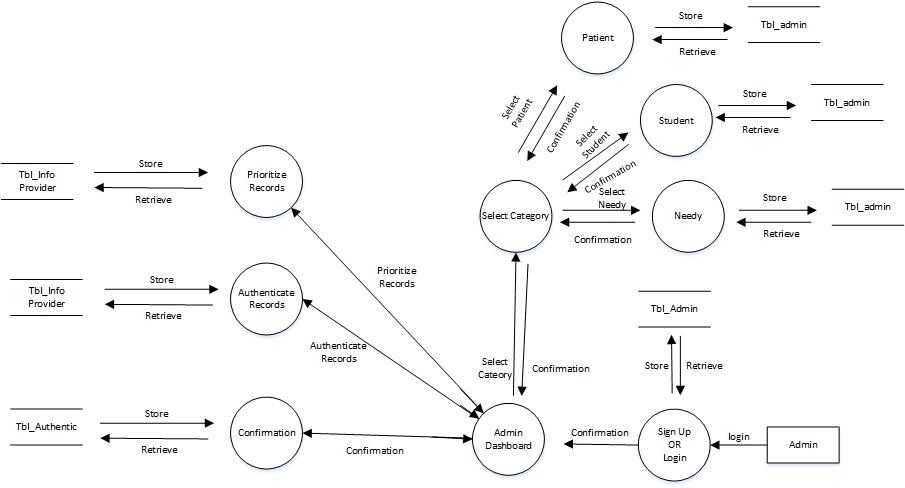 Patient
Store
Retrieve
Tbl_admin
Select
Patient
Confirmation
Student
Store
Retrieve
Tbl_admin
Select
Student
Confirmation
Tbl_Info
Provider
Store
Retrieve
Prioritize
Records
Select Category
Select
Needy
Confirmation
Needy
Store
Retrieve
Tbl_admin
Prioritize
Records
Tbl_Info
Provider
Store
Retrieve
Authenticate
Records
Authenticate
Records
Tbl_Admin
Store
Retrieve
Select
Cateory
Confirmation
Tbl_Authentic
Store
Retrieve
Confirmation
Confirmation
Admin
Dashboard
Confirmation
Sign Up
OR
Login
login
Admin